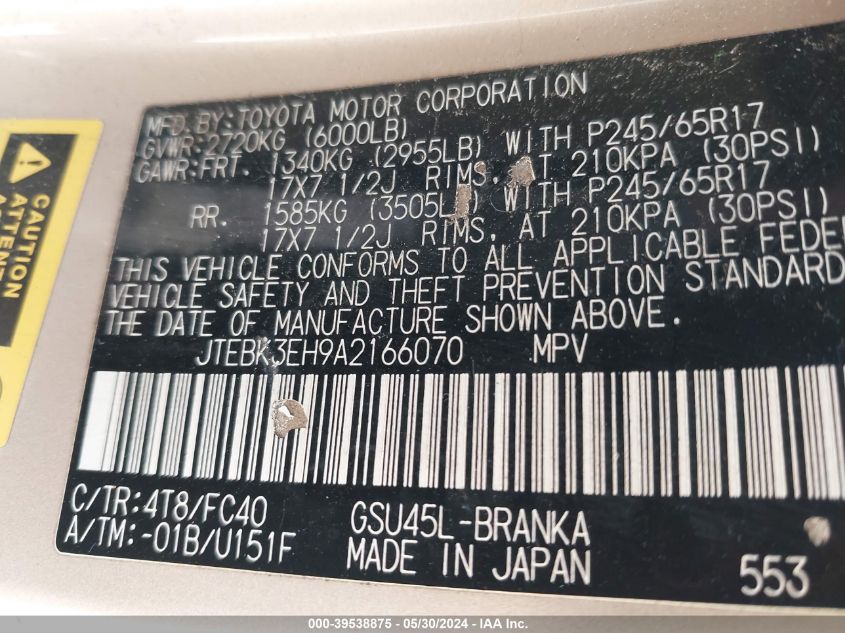 MFD. BY: TOYOTA MOTOR CORPORATION
GVWR: 2720KG (6000LB)
GAWR: FRT. 1340KG (2955LB) WITH P245/65R17
17X7 1/2J RIMS, AT 210KPA (30PSI)
RR. 1585KG (3505L ) WITH P245/65R17
17X7 1/2J RIMS, AT 210KPA (30PSI)
THIS VEHICLE CONFORMS TO ALL APPLICABLE FEDE
VEHICLE SAFETY AND THEFT PREVENTION STANDARD
THE DATE OF MANUFACTURE SHOWN ABOVE.
JTEBK3EH9A2166070 MPV
C/TR: 4T8/FC40 GSU45L-BRANKA
A/TM: -01B/U151F MADE IN JAPAN
553
CAUTION
ATTENT
000-39538875 - 05/30/2024 - IAA Inc.